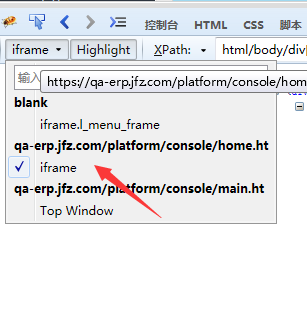 控制台 HTML CSS 脚本
iframe Highlight XPath: html/body/div
输入 https://qa-erp.jfz.com/platform/console/hom
blank
iframe.l_menu_frame
qa-erp.jfz.com/platform/console/home.ht
iframe
qa-erp.jfz.com/platform/console/main.ht
Top Window